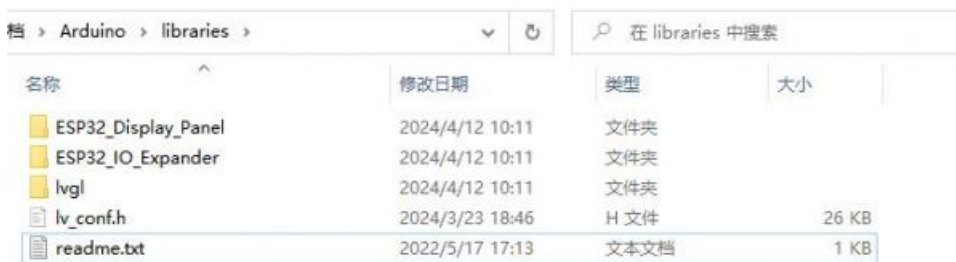 档 › Arduino › libraries ›
在 libraries 中搜索
名称 修改日期 类型 大小
ESP32_Display_Panel 2024/4/12 10:11 文件夹
ESP32_IO_Expander 2024/4/12 10:11 文件夹
lvgl 2024/4/12 10:11 文件夹
lv_conf.h 2024/3/23 18:46 H 文件 26 KB
readme.txt 2022/5/17 17:13 文本文档 1 KB